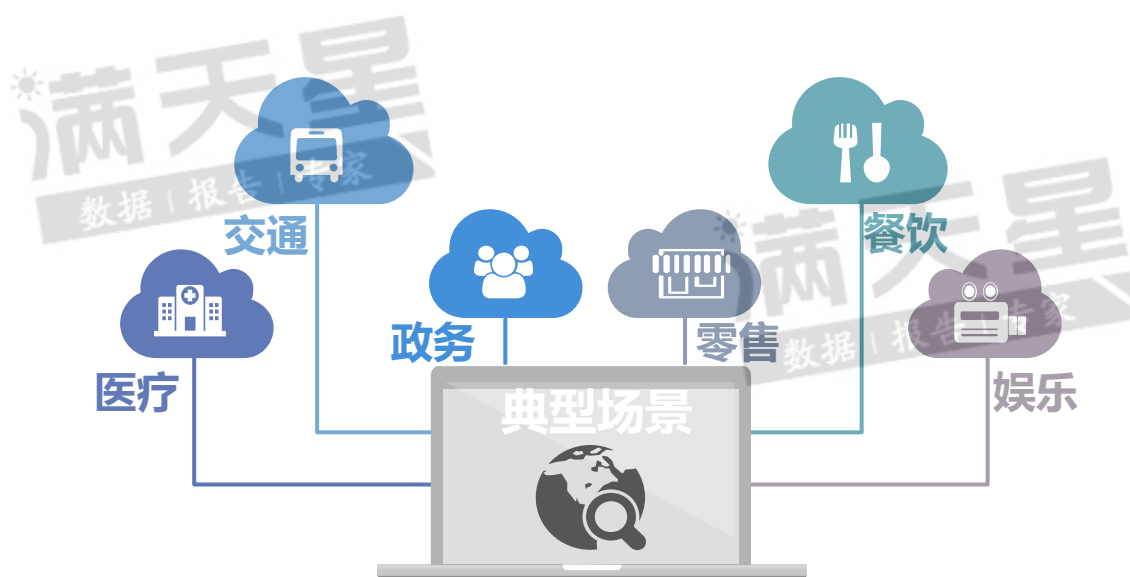 满天星
数据 | 报告 | 专家
交通
餐饮
医疗
政务
零售
娱乐
典型场景
满天星
数据 | 报告 | 专家